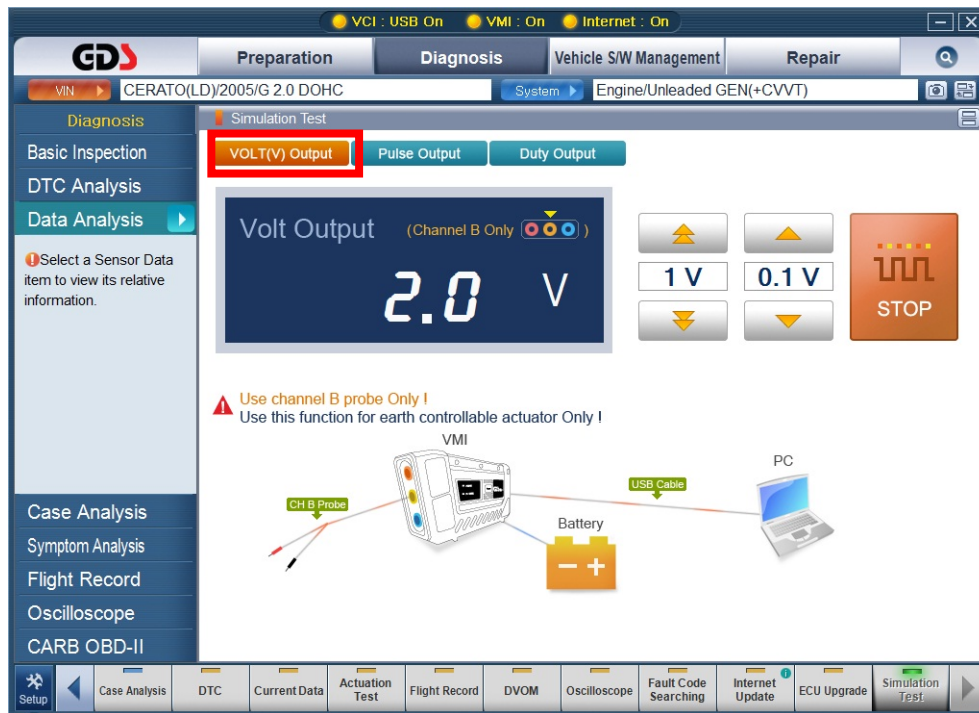 VCI : USB On VMI : On Internet : On
GDS Preparation Diagnosis Vehicle S/W Management Repair
VIN CERATO(LD)/2005/G 2.0 DOHC System Engine/Unleaded GEN(+CVVT)
Diagnosis
Basic Inspection
DTC Analysis
Data Analysis
Select a Sensor Data
item to view its relative
information.
Case Analysis
Symptom Analysis
Flight Record
Oscilloscope
CARB OBD-II
Simulation Test
VOLT(V) Output Pulse Output Duty Output
Volt Output (Channel B Only )
2.0 V
1 V 0.1 V
STOP
Use channel B probe Only !
Use this function for earth controllable actuator Only !
VMI
PC
CH B Probe
USB Cable
Battery
Setup Case Analysis DTC Current Data Actuation Test Flight Record DVOM Oscilloscope Fault Code Searching Internet Update ECU Upgrade Simulation Test